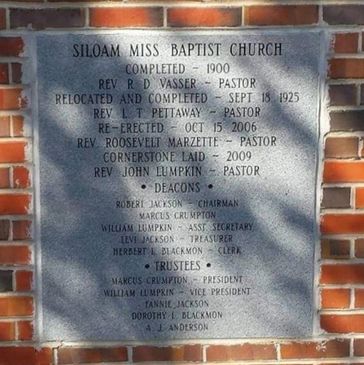 SILOAM MISS BAPTIST CHURCH
COMPLETED - 1900
REV R D VASSER - PASTOR
RELOCATED AND COMPLETED - SEPT 18 1925
REV L T PETTAWAY - PASTOR
RE-ERECTED - OCT 15 2006
REV ROOSEVELT MARZETTE - PASTOR
CORNERSTONE LAID - 2009
REV JOHN LUMPKIN - PASTOR
• DEACONS •
ROBERT JACKSON - CHAIRMAN
MARCUS CRUMPTON
WILLIAM LUMPKIN - ASST SECRETARY
LEVI JACKSON - TREASURER
HERBERT L BLACKMON - CLERK
• TRUSTEES •
MARCUS CRUMPTON - PRESIDENT
WILLIAM LUMPKIN - VICE PRESIDENT
FANNIE JACKSON
DOROTHY L BLACKMON
A. J. ANDERSON